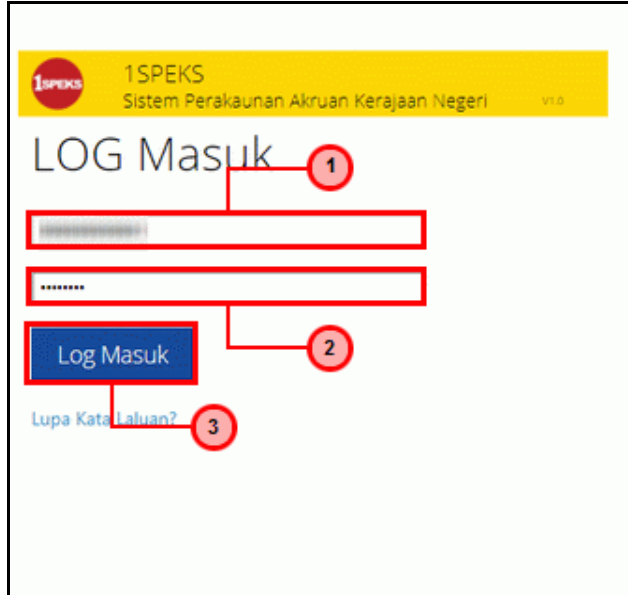 1SPEKS
1SPEKS
Sistem Perakaunan Akruan Kerajaan Negeri V1.0
LOG Masuk
1
2
Log Masuk
Lupa Kata Laluan?
3